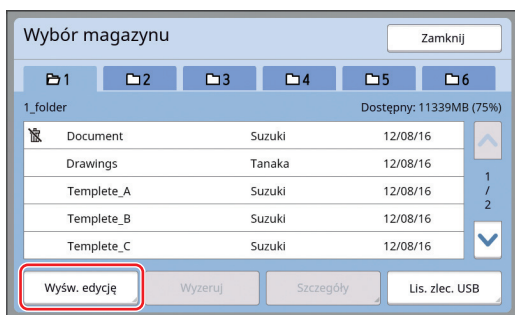 Wybór magazynu Zamknij
1 2 3 4 5 6
1_folder Dostępny: 11339MB (75%)
Document Suzuki 12/08/16
Drawings Tanaka 12/08/16
Templete_A Suzuki 12/08/16
Templete_B Suzuki 12/08/16
Templete_C Suzuki 12/08/16
1
/
2
Wyśw. edycję Wyzeruj Szczegóły Lis. zlec. USB